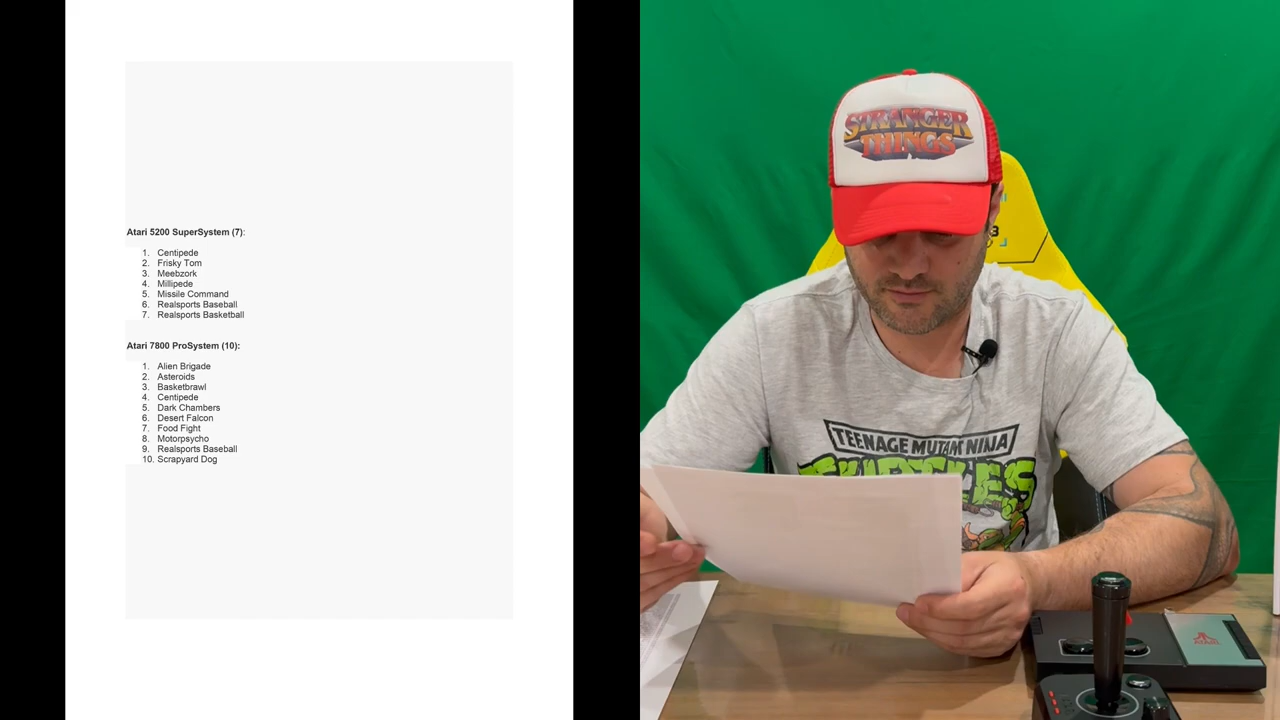 Atari 5200 SuperSystem (7):
1. Centipede
2. Frisky Tom
3. Meebzork
4. Millipede
5. Missile Command
6. Realsports Baseball
7. Realsports Basketball
Atari 7800 ProSystem (10):
1. Alien Brigade
2. Asteroids
3. Basketbrawl
4. Centipede
5. Dark Chambers
6. Desert Falcon
7. Food Fight
8. Motorpsycho
9. Realsports Baseball
10. Scrapyard Dog
STRANGER
THINGS
3
TEENAGE MUTANT NINJA
TURTLES